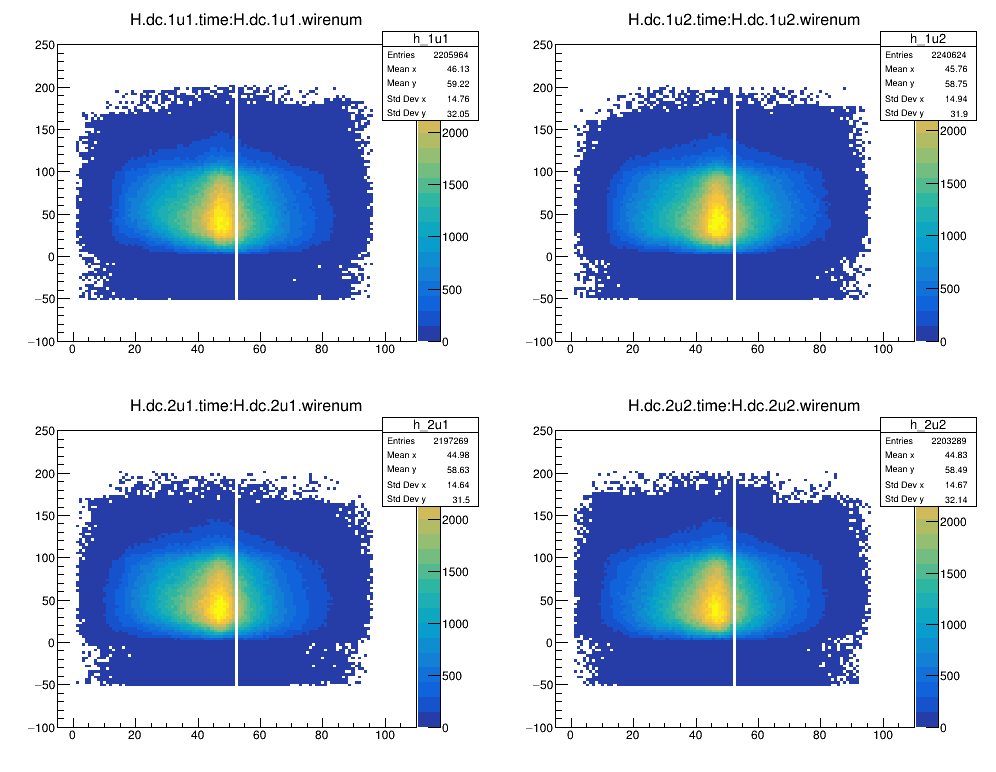 H.dc.1u1.time:H.dc.1u1.wirenum
h_1u1
Entries 2205964
Mean x 46.13
Mean y 59.22
Std Dev x 14.76
Std Dev y 32.05
250
200
150
100
50
0
−50
−100
0 20 40 60 80 100
2000
1500
1000
500
0
H.dc.1u2.time:H.dc.1u2.wirenum
h_1u2
Entries 2240624
Mean x 45.76
Mean y 58.75
Std Dev x 14.94
Std Dev y 31.9
250
200
150
100
50
0
−50
−100
0 20 40 60 80 100
2000
1500
1000
500
0
H.dc.2u1.time:H.dc.2u1.wirenum
h_2u1
Entries 2197269
Mean x 44.98
Mean y 58.63
Std Dev x 14.64
Std Dev y 31.5
250
200
150
100
50
0
−50
−100
0 20 40 60 80 100
2000
1500
1000
500
0
H.dc.2u2.time:H.dc.2u2.wirenum
h_2u2
Entries 2203289
Mean x 44.83
Mean y 58.49
Std Dev x 14.67
Std Dev y 32.14
250
200
150
100
50
0
−50
−100
0 20 40 60 80 100
2000
1500
1000
500
0